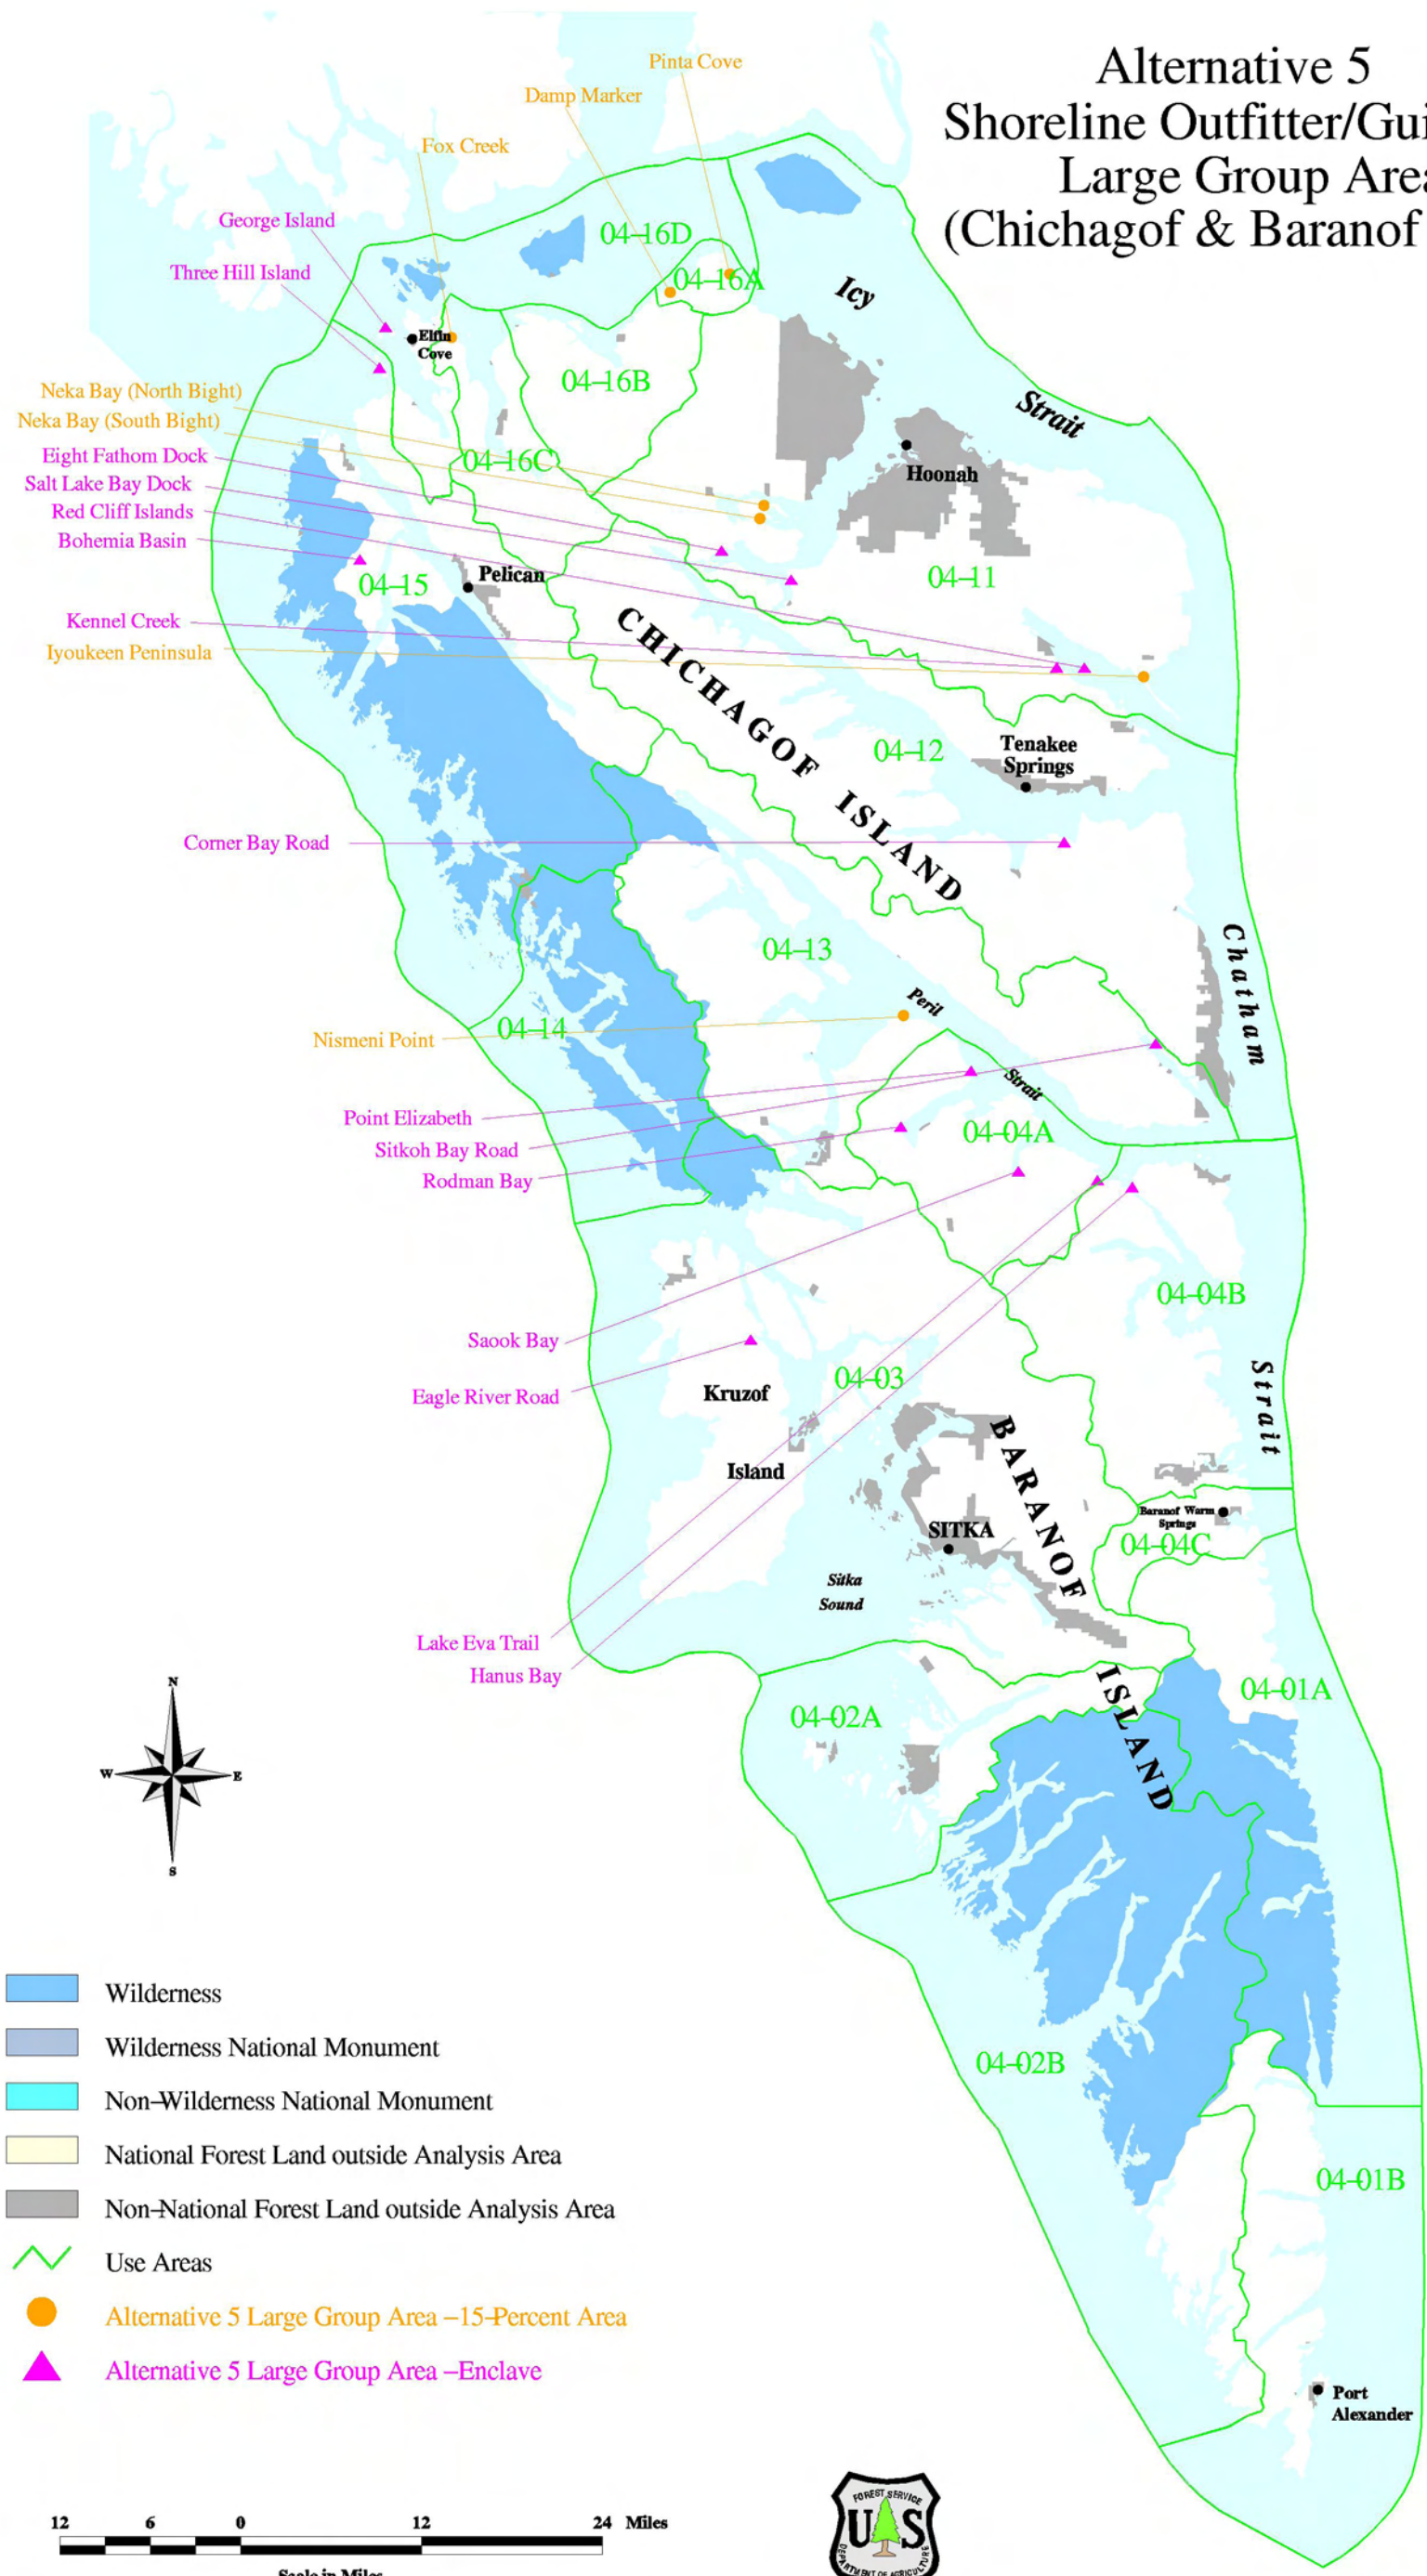 Alternative 5
Shoreline Outfitter/Gui
Large Group Area
(Chichagof & Baranof
Pinta Cove
Damp Marker
Fox Creek
George Island
Three Hill Island
04-16D
04-16A
Icy
Strait
Elfin
Cove
04-16B
Neka Bay (North Bight)
Neka Bay (South Bight)
Eight Fathom Dock
Salt Lake Bay Dock
Red Cliff Islands
Bohemia Basin
04-16C
Hoonah
Pelican
04-15
04-11
Kennel Creek
Iyoukeen Peninsula
CHICHAGOF ISLAND
04-12
Tenakee
Springs
Corner Bay Road
04-13
Chatham
Peril
Strait
04-14
Nismeni Point
Point Elizabeth
Sitkoh Bay Road
Rodman Bay
04-04A
04-04B
Saook Bay
Eagle River Road
04-03
Kruzof
Island
Strait
BARANOF
Baranof Warm
Springs
SITKA
04-04C
Sitka
Sound
Lake Eva Trail
Hanus Bay
ISLAND
04-01A
04-02A
N
W
E
S
04-02B
04-01B
Wilderness
Wilderness National Monument
Non-Wilderness National Monument
National Forest Land outside Analysis Area
Non-National Forest Land outside Analysis Area
Use Areas
Alternative 5 Large Group Area -15-Percent Area
Alternative 5 Large Group Area -Enclave
Port
Alexander
12 6 0 12 24 Miles
Scale in Miles
FOREST SERVICE
U S
DEPARTMENT OF AGRICULTURE